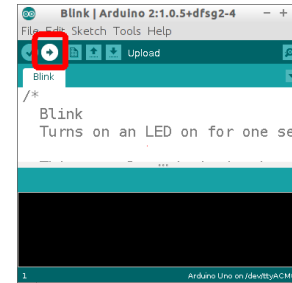 Blink | Arduino 2:1.0.5+dfsg2-4
File Edit Sketch Tools Help
Upload
Blink
/*
Blink
Turns on an LED on for one se
1
Arduino Uno on /dev/ttyACM